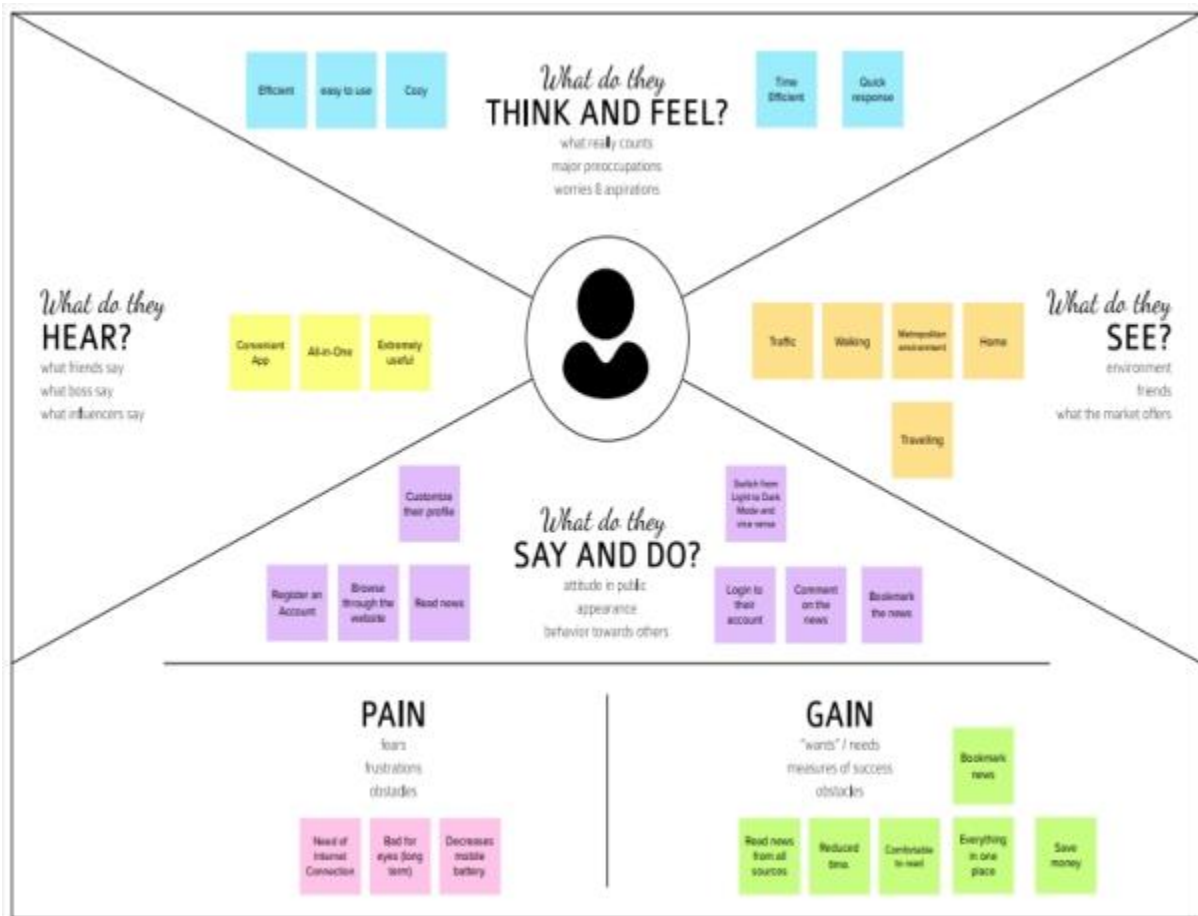 What do they
THINK AND FEEL?
what really counts
major preoccupations
worries & aspirations
Efficient
easy to use
Cozy
Time
Efficient
Quick
response
What do they
HEAR?
what friends say
what boss say
what influencers say
Convenient
App
All-in-One
Extremely
useful
What do they
SEE?
environment
friends
what the market offers
Traffic
Walking
Metropolitan
environment
Home
Travelling
What do they
SAY AND DO?
attitude in public
appearance
behavior towards others
Customize
their profile
Register an
Account
Browse
through the
website
Read news
Switch from
Light to Dark
Mode and
vice versa
Login to
their
account
Comment
on the
news
Bookmark
the news
PAIN
fears
frustrations
obstacles
Need of
Internet
Connection
Bad for
eyes (long
term)
Decreases
mobile
battery
GAIN
"wants" / needs
measures of success
obstacles
Bookmark
news
Read news
from all
sources
Reduced
time
Comfortable
to read
Everything
in one
place
Save
money